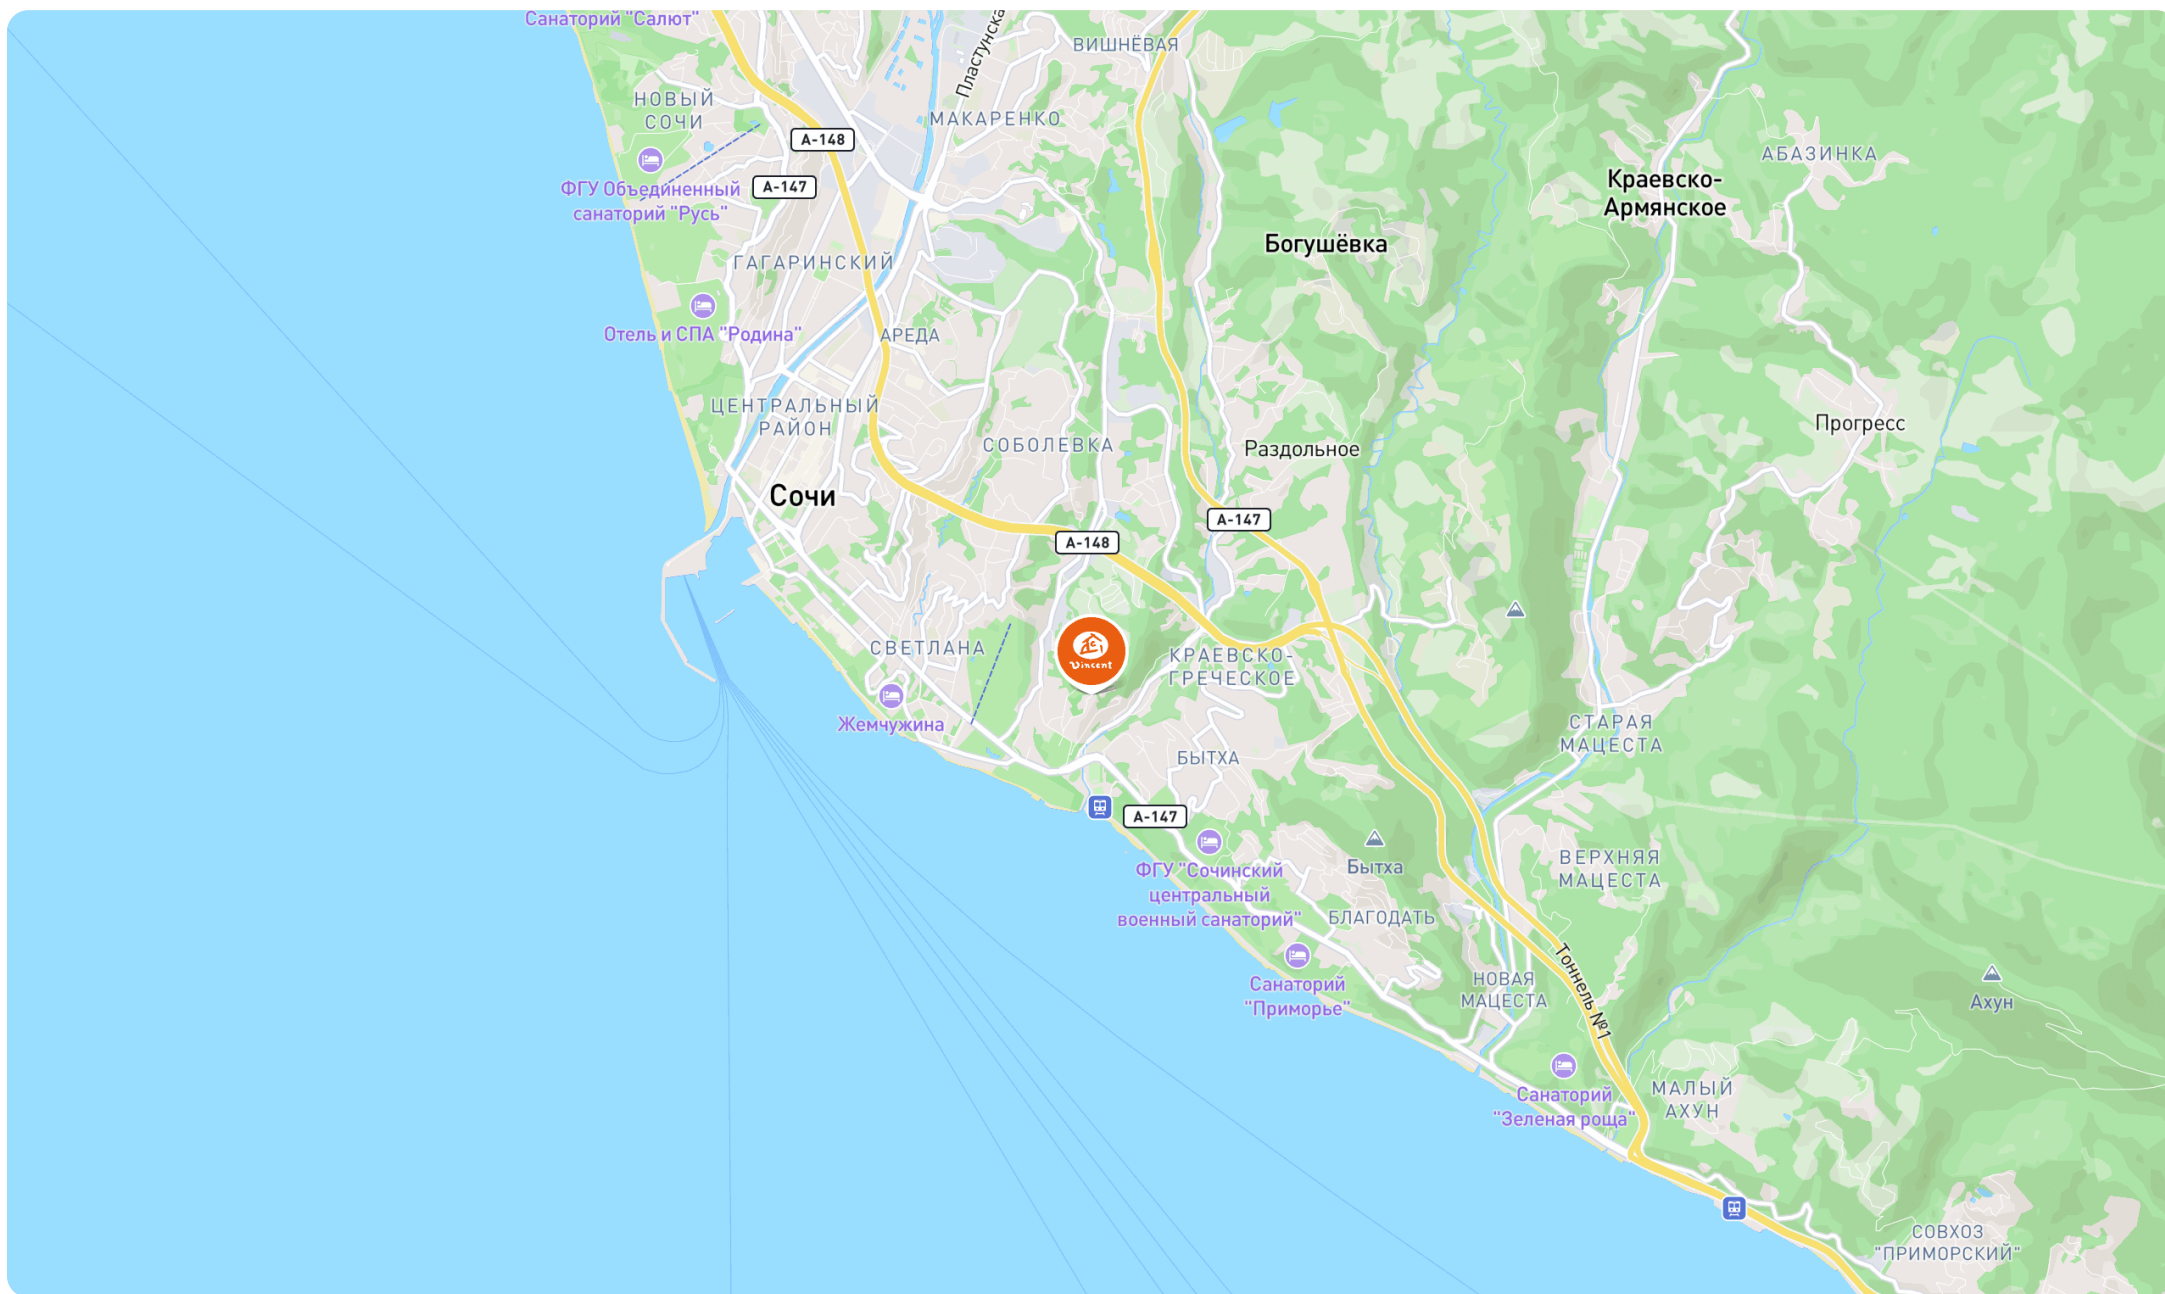 Санаторий "Салют"
Пластунска
ВИШНЁВАЯ
НОВЫЙ
СОЧИ
МАКАРЕНКО
А-148
АБАЗИНКА
ФГУ Объединенный
санаторий "Русь"
А-147
Краевско-
Армянское
Богушёвка
ГАГАРИНСКИЙ
Отель и СПА "Родина"
АРЕДА
ЦЕНТРАЛЬНЫЙ
РАЙОН
СОБОЛЕВКА
Раздольное
Прогресс
Сочи
А-147
А-148
Vincent
СВЕТЛАНА
КРАЕВСКО-
ГРЕЧЕСКОЕ
Жемчужина
СТАРАЯ
МАЦЕСТА
БЫТХА
А-147
ФГУ "Сочинский
центральный
военный санаторий"
Бытха
ВЕРХНЯЯ
МАЦЕСТА
БЛАГОДАТЬ
Санаторий
"Приморье"
НОВАЯ
МАЦЕСТА
Тоннель №1
Ахун
Санаторий
"Зеленая роща"
МАЛЫЙ
АХУН
СОВХОЗ
"ПРИМОРСКИЙ"